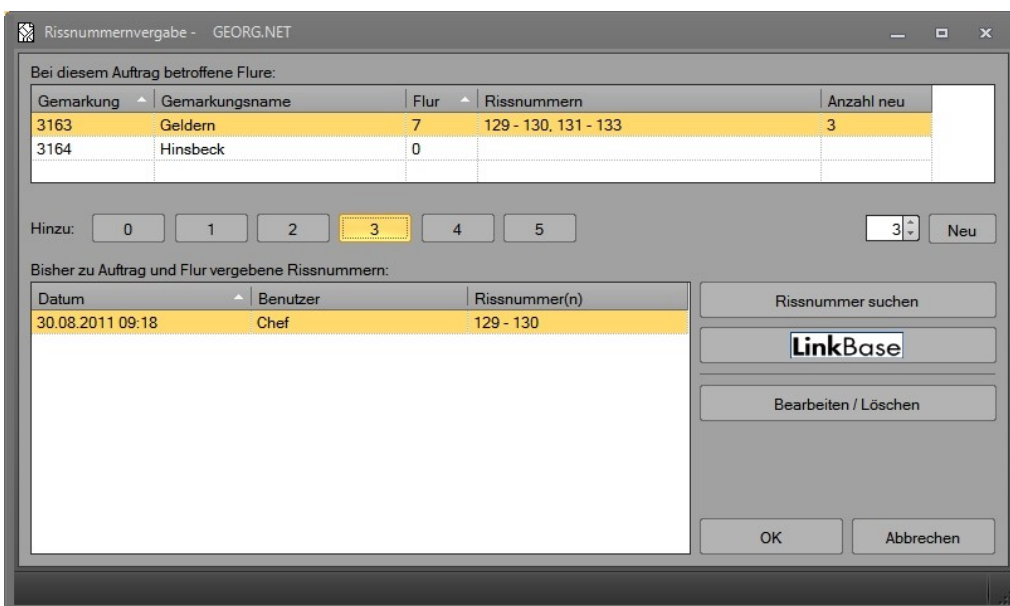 Rissnummernvergabe - GEORG.NET
Bei diesem Auftrag betroffene Flure:
Gemarkung Gemarkungsname Flur Rissnummern Anzahl neu
3163 Geldern 7 129 - 130, 131 - 133 3
3164 Hinsbeck 0
Hinzu: 0 1 2 3 4 5 3 Neu
Bisher zu Auftrag und Flur vergebene Rissnummern:
Datum Benutzer Rissnummer(n)
30.08.2011 09:18 Chef 129 - 130
Rissnummer suchen
LinkBase
Bearbeiten / Löschen
OK Abbrechen